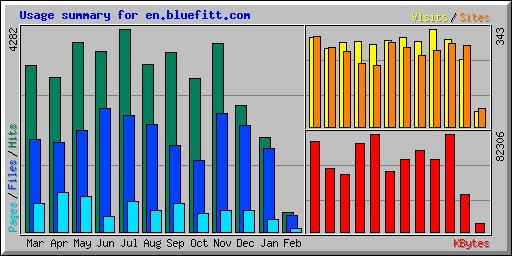 Usage summary for en.bluefitt.com
Visits/Sites
4282
343
Pages/Files/Hits
82306
Mar Apr May Jun Jul Aug Sep Oct Nov Dec Jan Feb
KBytes